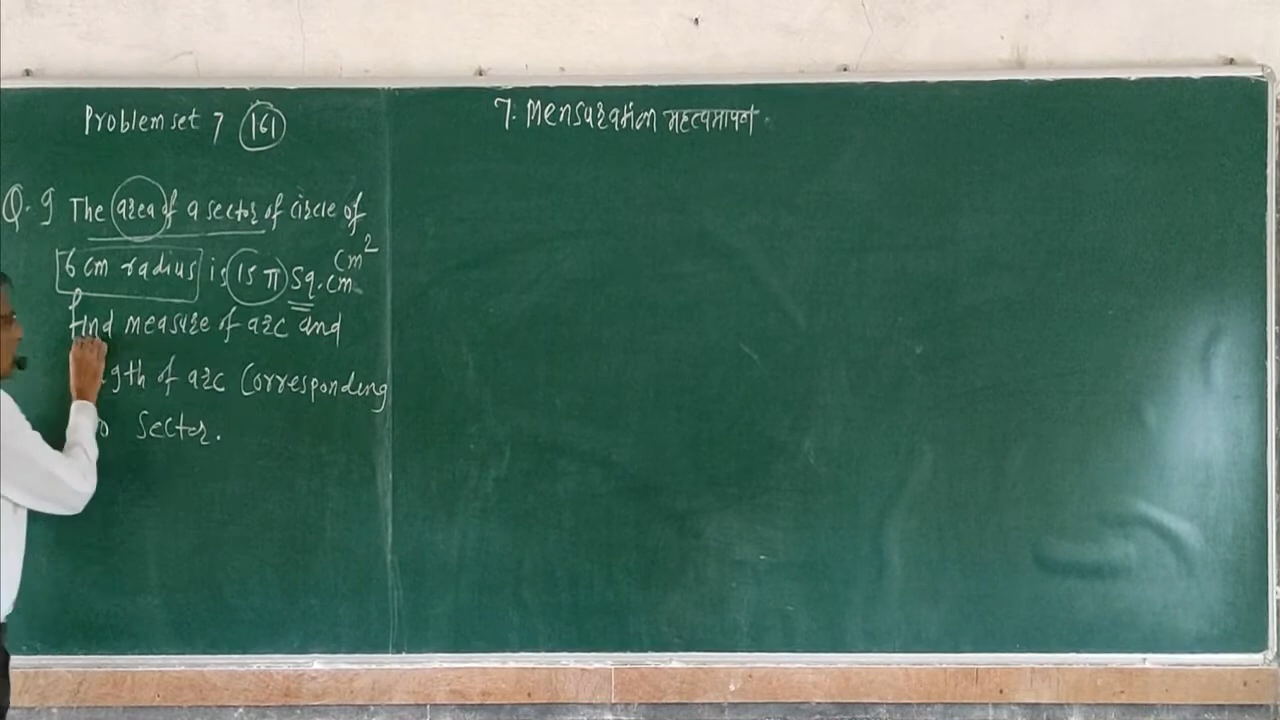 Problem set 7 161
7. Mensuration महत्वमापन
Q. 9 The area of a sector of circle of
6 cm radius is 15 π Sq. cm cm²
find measure of arc and
gth of arc Corresponding
Sector.